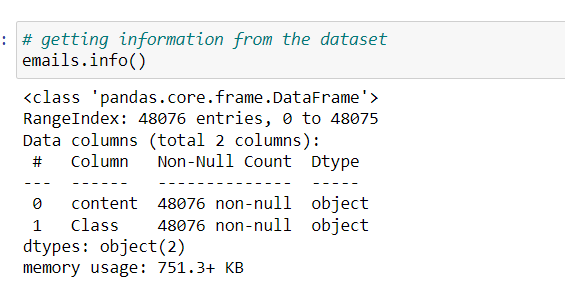 : # getting information from the dataset
emails.info()
<class 'pandas.core.frame.DataFrame'>
RangeIndex: 48076 entries, 0 to 48075
Data columns (total 2 columns):
 #   Column   Non-Null Count  Dtype
---  ------   --------------  -----
 0   content  48076 non-null  object
 1   Class    48076 non-null  object
dtypes: object(2)
memory usage: 751.3+ KB